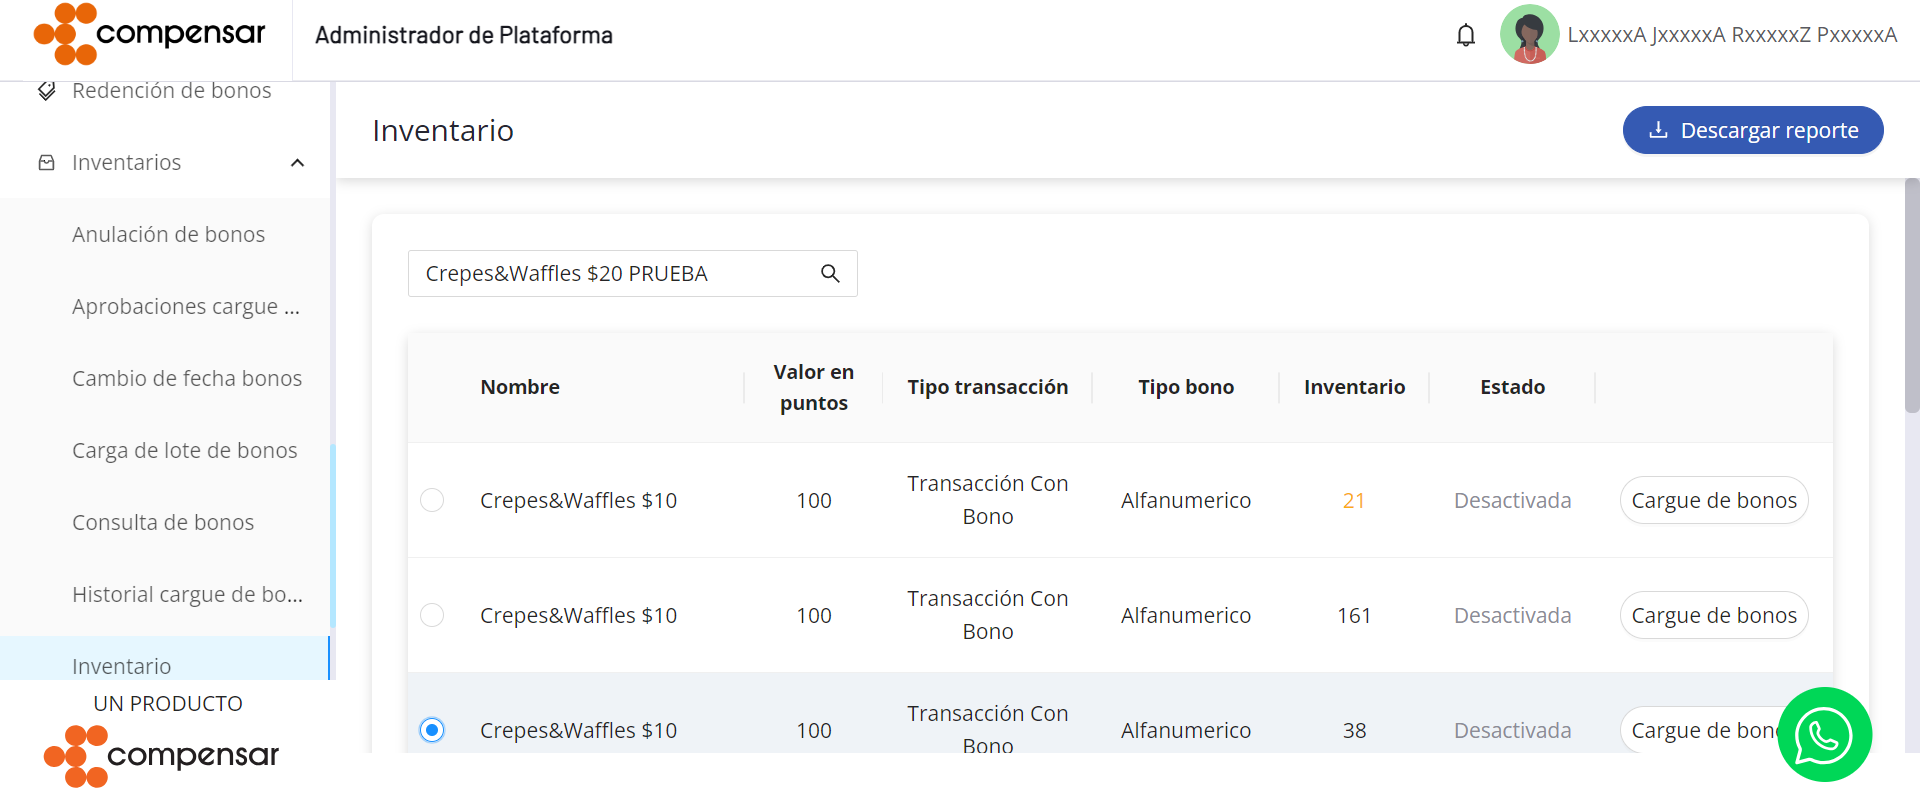 compensar
Administrador de Plataforma
LxxxxxA JxxxxxA RxxxxxZ PxxxxxA
Redención de bonos
Inventarios
Anulación de bonos
Aprobaciones cargue ...
Cambio de fecha bonos
Carga de lote de bonos
Consulta de bonos
Historial cargue de bo...
Inventario
UN PRODUCTO
compensar
Inventario
Descargar reporte
Crepes&Waffles $20 PRUEBA
Nombre
Valor en
puntos
Tipo transacción
Tipo bono
Inventario
Estado
Crepes&Waffles $10
100
Transacción Con
Bono
Alfanumerico
21
Desactivada
Cargue de bonos
Crepes&Waffles $10
100
Transacción Con
Bono
Alfanumerico
161
Desactivada
Cargue de bonos
Crepes&Waffles $10
100
Transacción Con
Bono
Alfanumerico
38
Desactivada
Cargue de bon